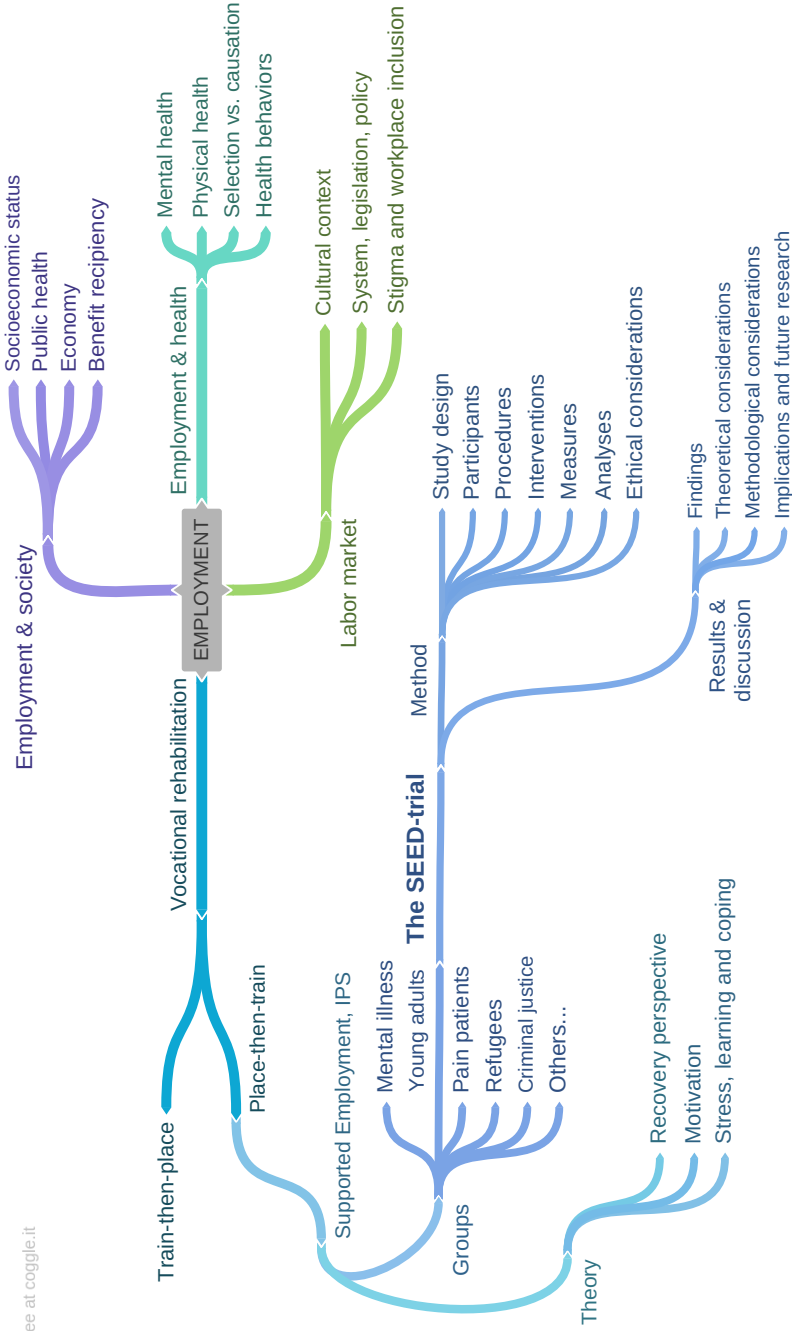 EMPLOYMENT
Employment & society
Socioeconomic status
Public health
Economy
Benefit recipiency
Employment & health
Mental health
Physical health
Selection vs. causation
Health behaviors
Labor market
Cultural context
System, legislation, policy
Stigma and workplace inclusion
Vocational rehabilitation
Train-then-place
Place-then-train
Supported Employment, IPS
Groups
Mental illness
Young adults
Pain patients
Refugees
Criminal justice
Others...
The SEED-trial
Method
Study design
Participants
Procedures
Interventions
Measures
Analyses
Ethical considerations
Results &
discussion
Findings
Theoretical considerations
Methodological considerations
Implications and future research
Theory
Recovery perspective
Motivation
Stress, learning and coping
ee at coggle.it